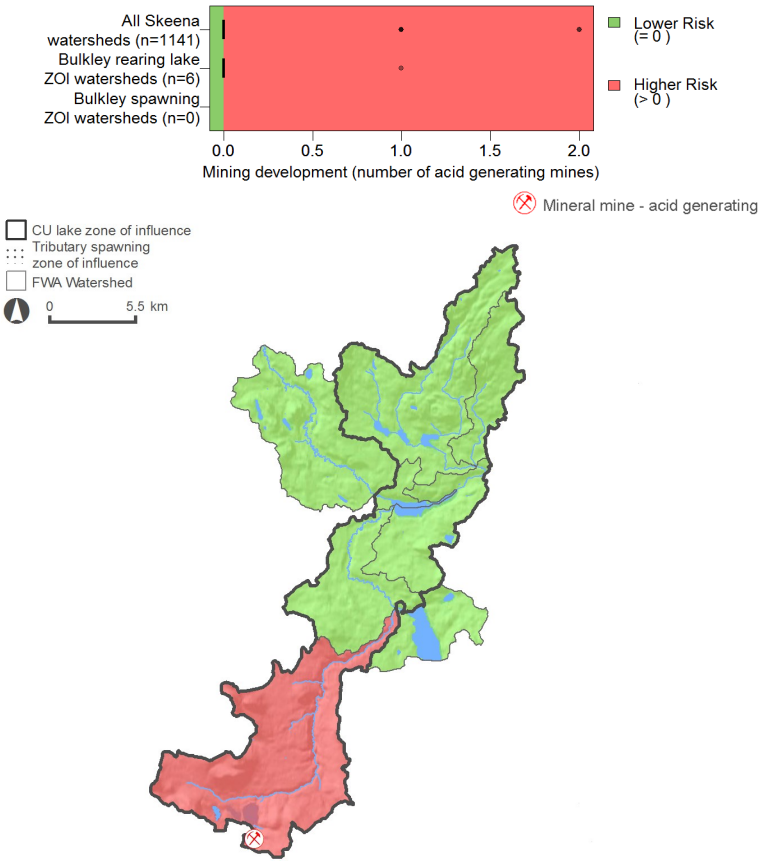 All Skeena
watersheds (n=1141)
Bulkley rearing lake
ZOI watersheds (n=6)
Bulkley spawning
ZOI watersheds (n=0)
Lower Risk
(= 0 )
Higher Risk
(> 0 )
0.0 0.5 1.0 1.5 2.0
Mining development (number of acid generating mines)
Mineral mine - acid generating
CU lake zone of influence
Tributary spawning
zone of influence
FWA Watershed
0 5.5 km